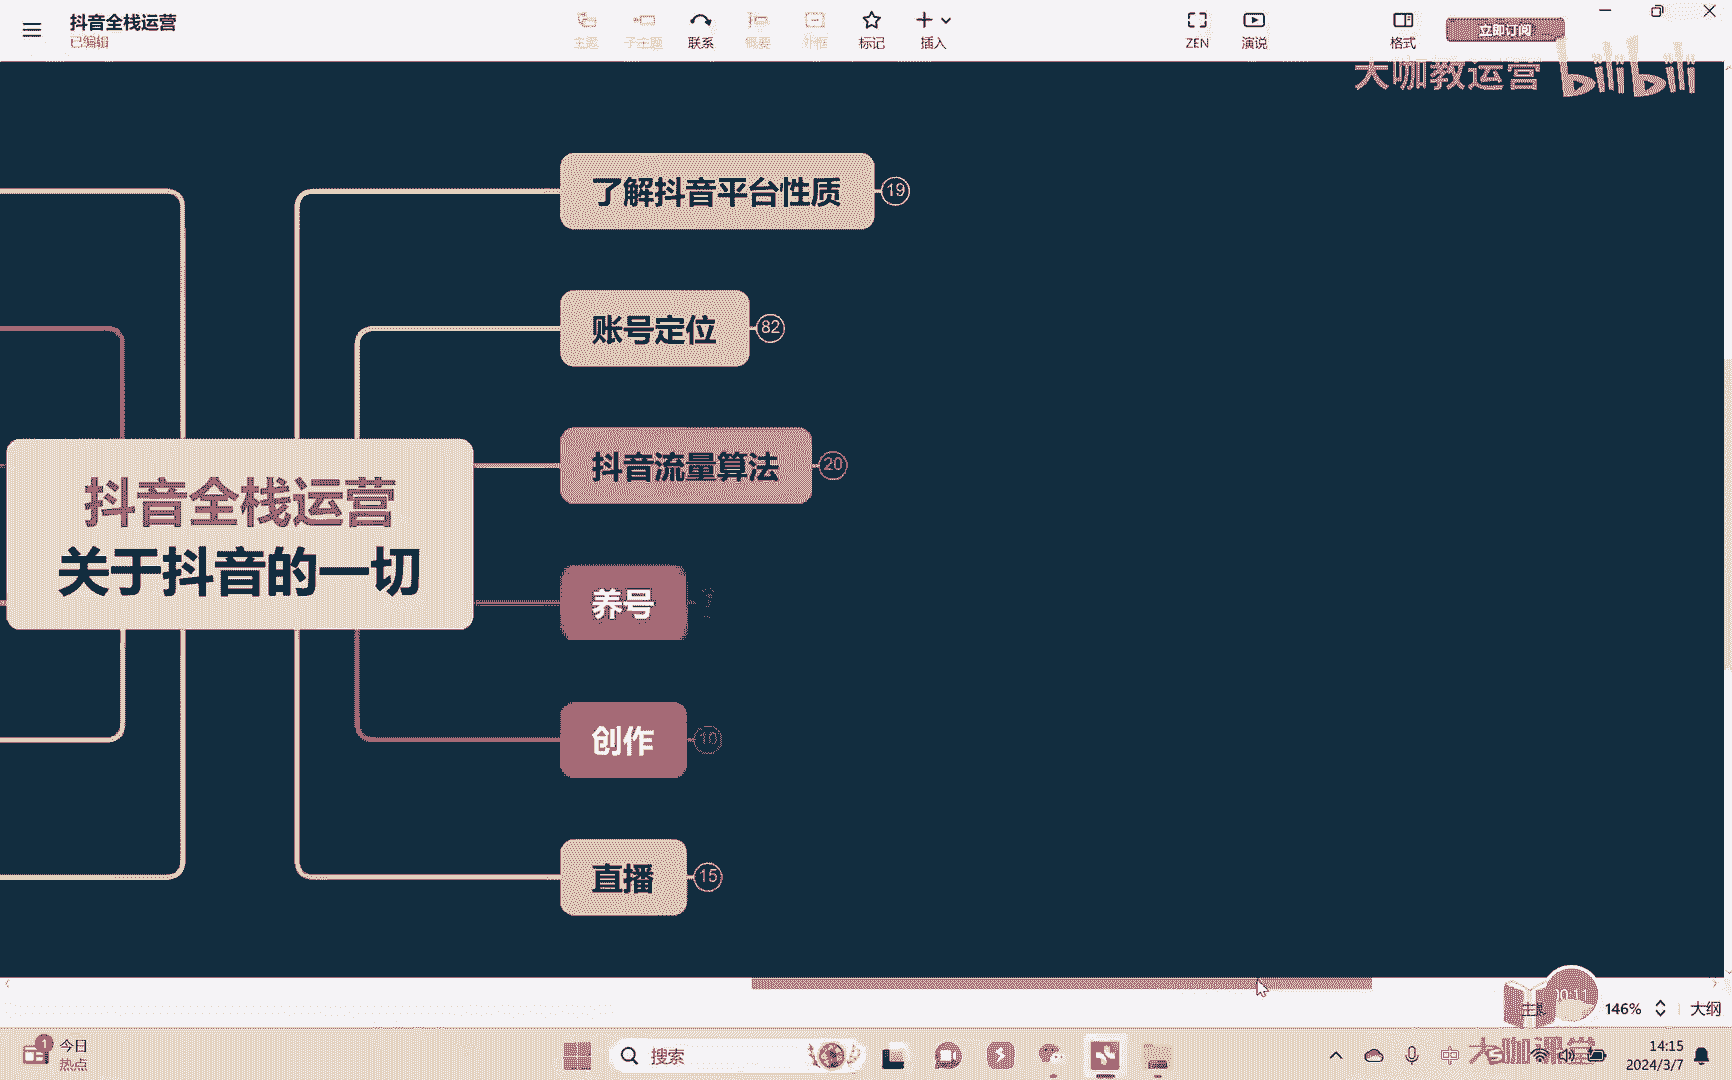 抖音全栈运营
已编辑
主题
子主题
联系
概要
外框
标记
插入
ZEN
演说
格式
立即订阅
大咖教运营 bilibili
了解抖音平台性质 19
账号定位 82
抖音流量算法 20
抖音全栈运营
关于抖音的一切
养号
创作 10
直播 15
146%
大纲
1
今日
热点
搜索
中
大咖课堂
14:15
2024/3/7